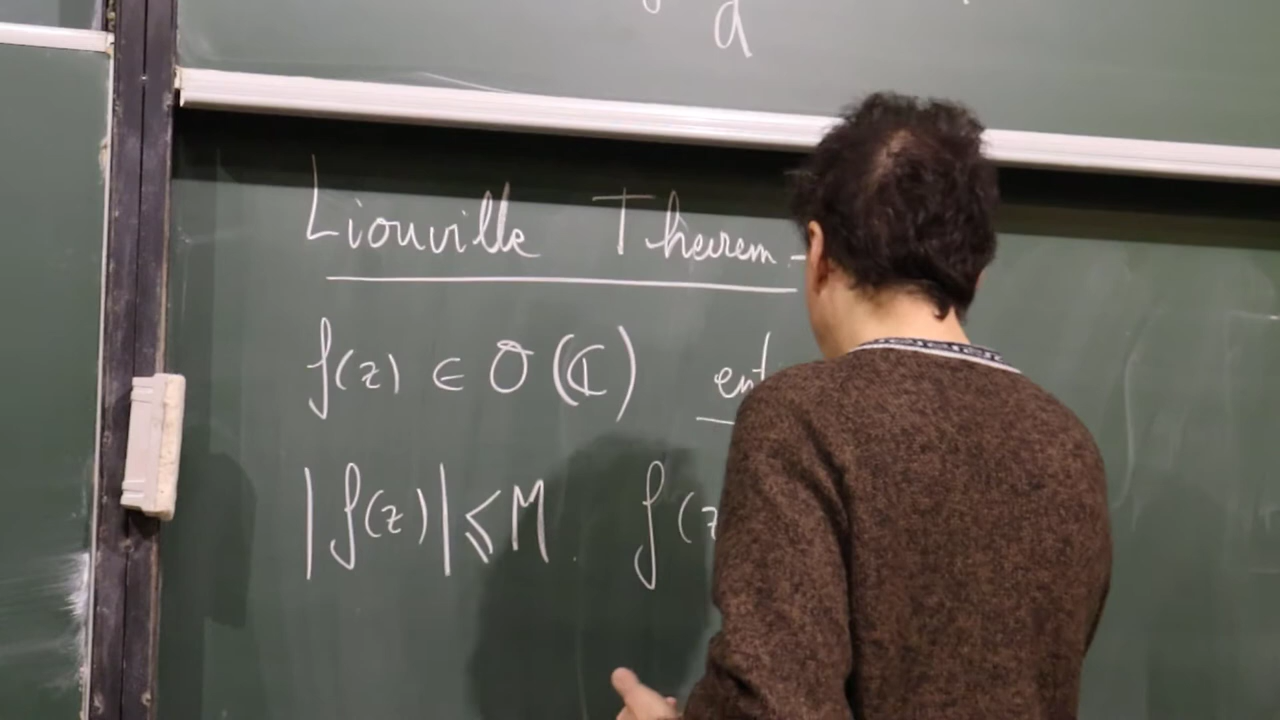 d
Liouville Theorem.-
f(z) ∈ O(ℂ) ent
|f(z)| ⩽ M. f(z